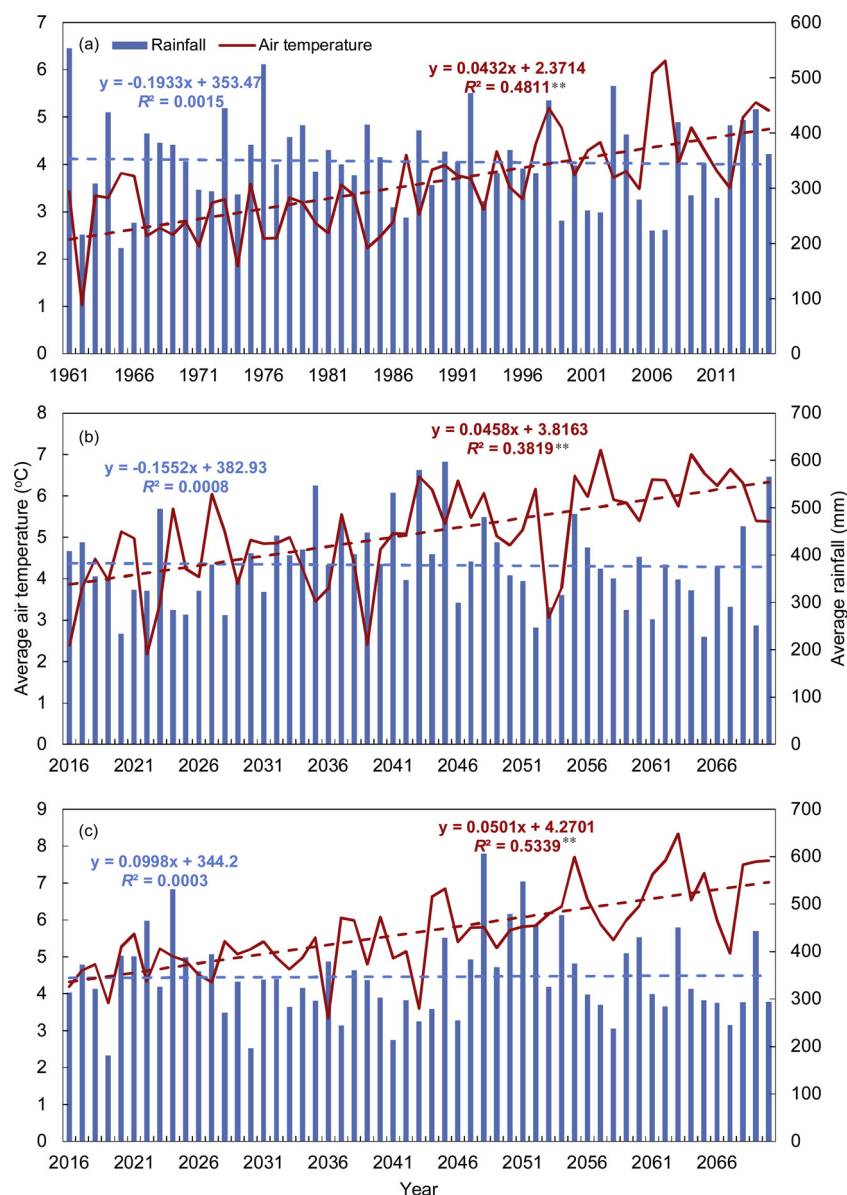 7
6
5
4
3
2
1
0
(a)
Rainfall
Air temperature
y = -0.1933x + 353.47
R² = 0.0015
y = 0.0432x + 2.3714
R² = 0.4811**
600
500
400
300
200
100
0
1961 1966 1971 1976 1981 1986 1991 1996 2001 2006 2011
Average air temperature (°C)
8
7
6
5
4
3
2
1
0
(b)
y = -0.1552x + 382.93
R² = 0.0008
y = 0.0458x + 3.8163
R² = 0.3819**
700
600
500
400
300
200
100
0
Average rainfall (mm)
2016 2021 2026 2031 2036 2041 2046 2051 2056 2061 2066
9
8
7
6
5
4
3
2
1
0
(c)
y = 0.0998x + 344.2
R² = 0.0003
y = 0.0501x + 4.2701
R² = 0.5339**
700
600
500
400
300
200
100
0
2016 2021 2026 2031 2036 2041 2046 2051 2056 2061 2066
Year